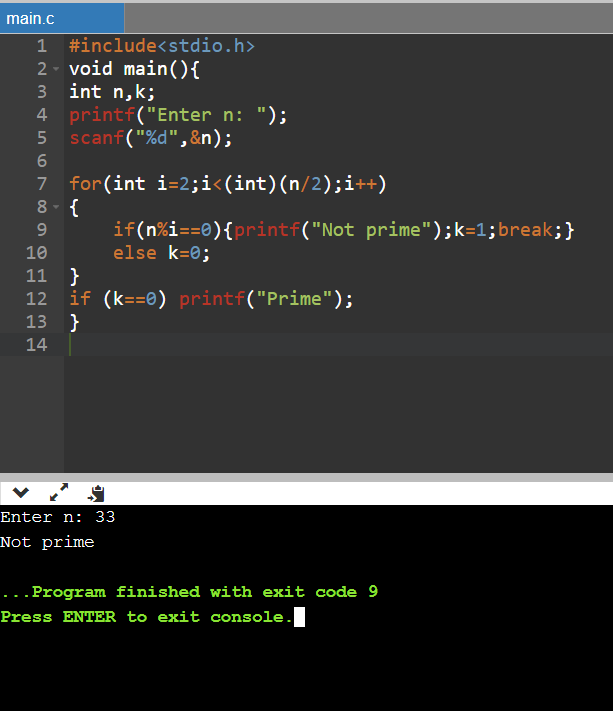 main.c
1 #include<stdio.h>
2 void main(){
3 int n,k;
4 printf("Enter n: ");
5 scanf("%d",&n);
6
7 for(int i=2;i<(int)(n/2);i++)
8 {
9     if(n%i==0){printf("Not prime");k=1;break;}
10     else k=0;
11 }
12 if (k==0) printf("Prime");
13 }
14
Enter n: 33
Not prime
...Program finished with exit code 9
Press ENTER to exit console.